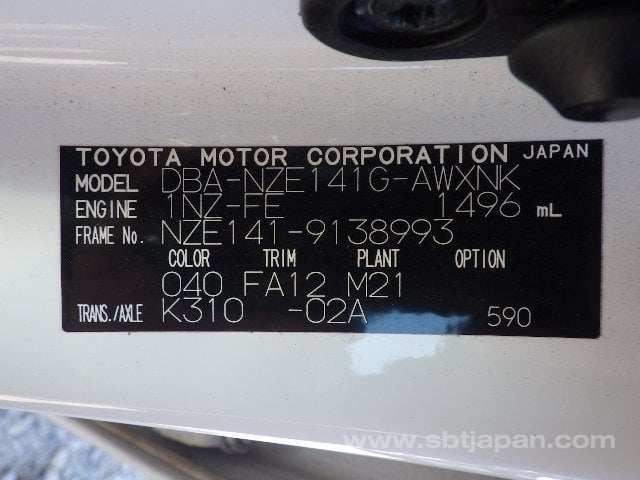 TOYOTA MOTOR CORPORATION JAPAN
MODEL DBA-NZE141G-AWXNK
ENGINE 1NZ-FE 1496 mL
FRAME No. NZE141-9138993
COLOR TRIM PLANT OPTION
040 FA12 M21
TRANS./AXLE K310 -02A 590
www.sbtjapan.com